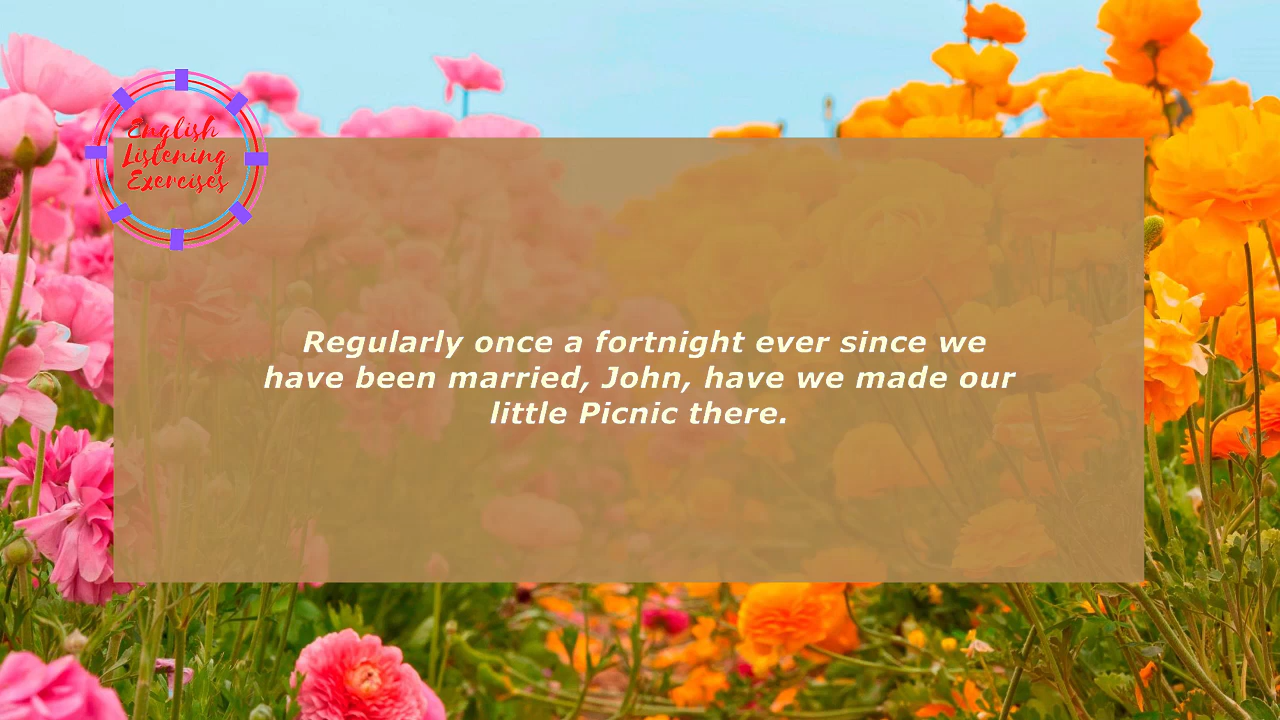 English
Listening
Exercises
Regularly once a fortnight ever since we
have been married, John, have we made our
little Picnic there.